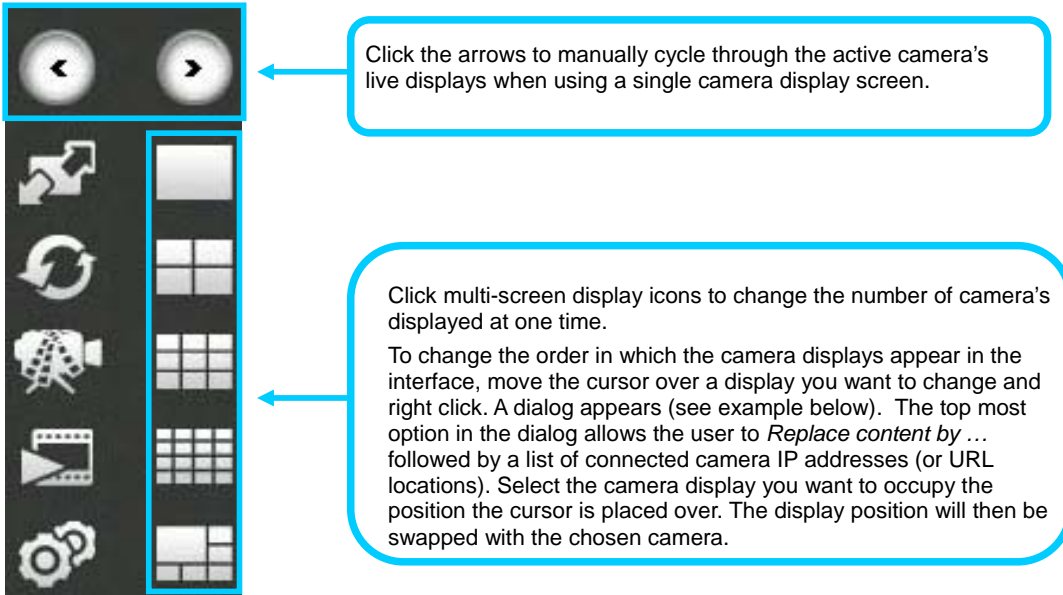 Click the arrows to manually cycle through the active camera's
live displays when using a single camera display screen.
Click multi-screen display icons to change the number of camera's
displayed at one time.
To change the order in which the camera displays appear in the
interface, move the cursor over a display you want to change and
right click. A dialog appears (see example below).  The top most
option in the dialog allows the user to Replace content by …
followed by a list of connected camera IP addresses (or URL
locations). Select the camera display you want to occupy the
position the cursor is placed over. The display position will then be
swapped with the chosen camera.